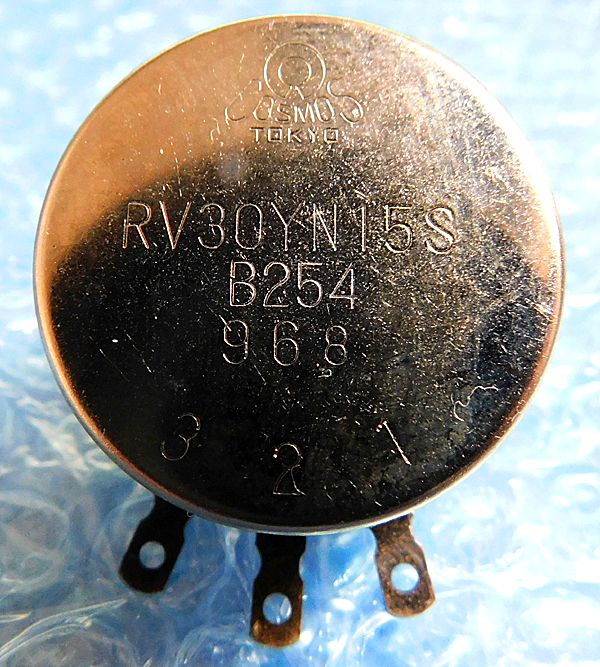 COSMOS
TOKYO
RV30YN15S
B254
968
3 2 1